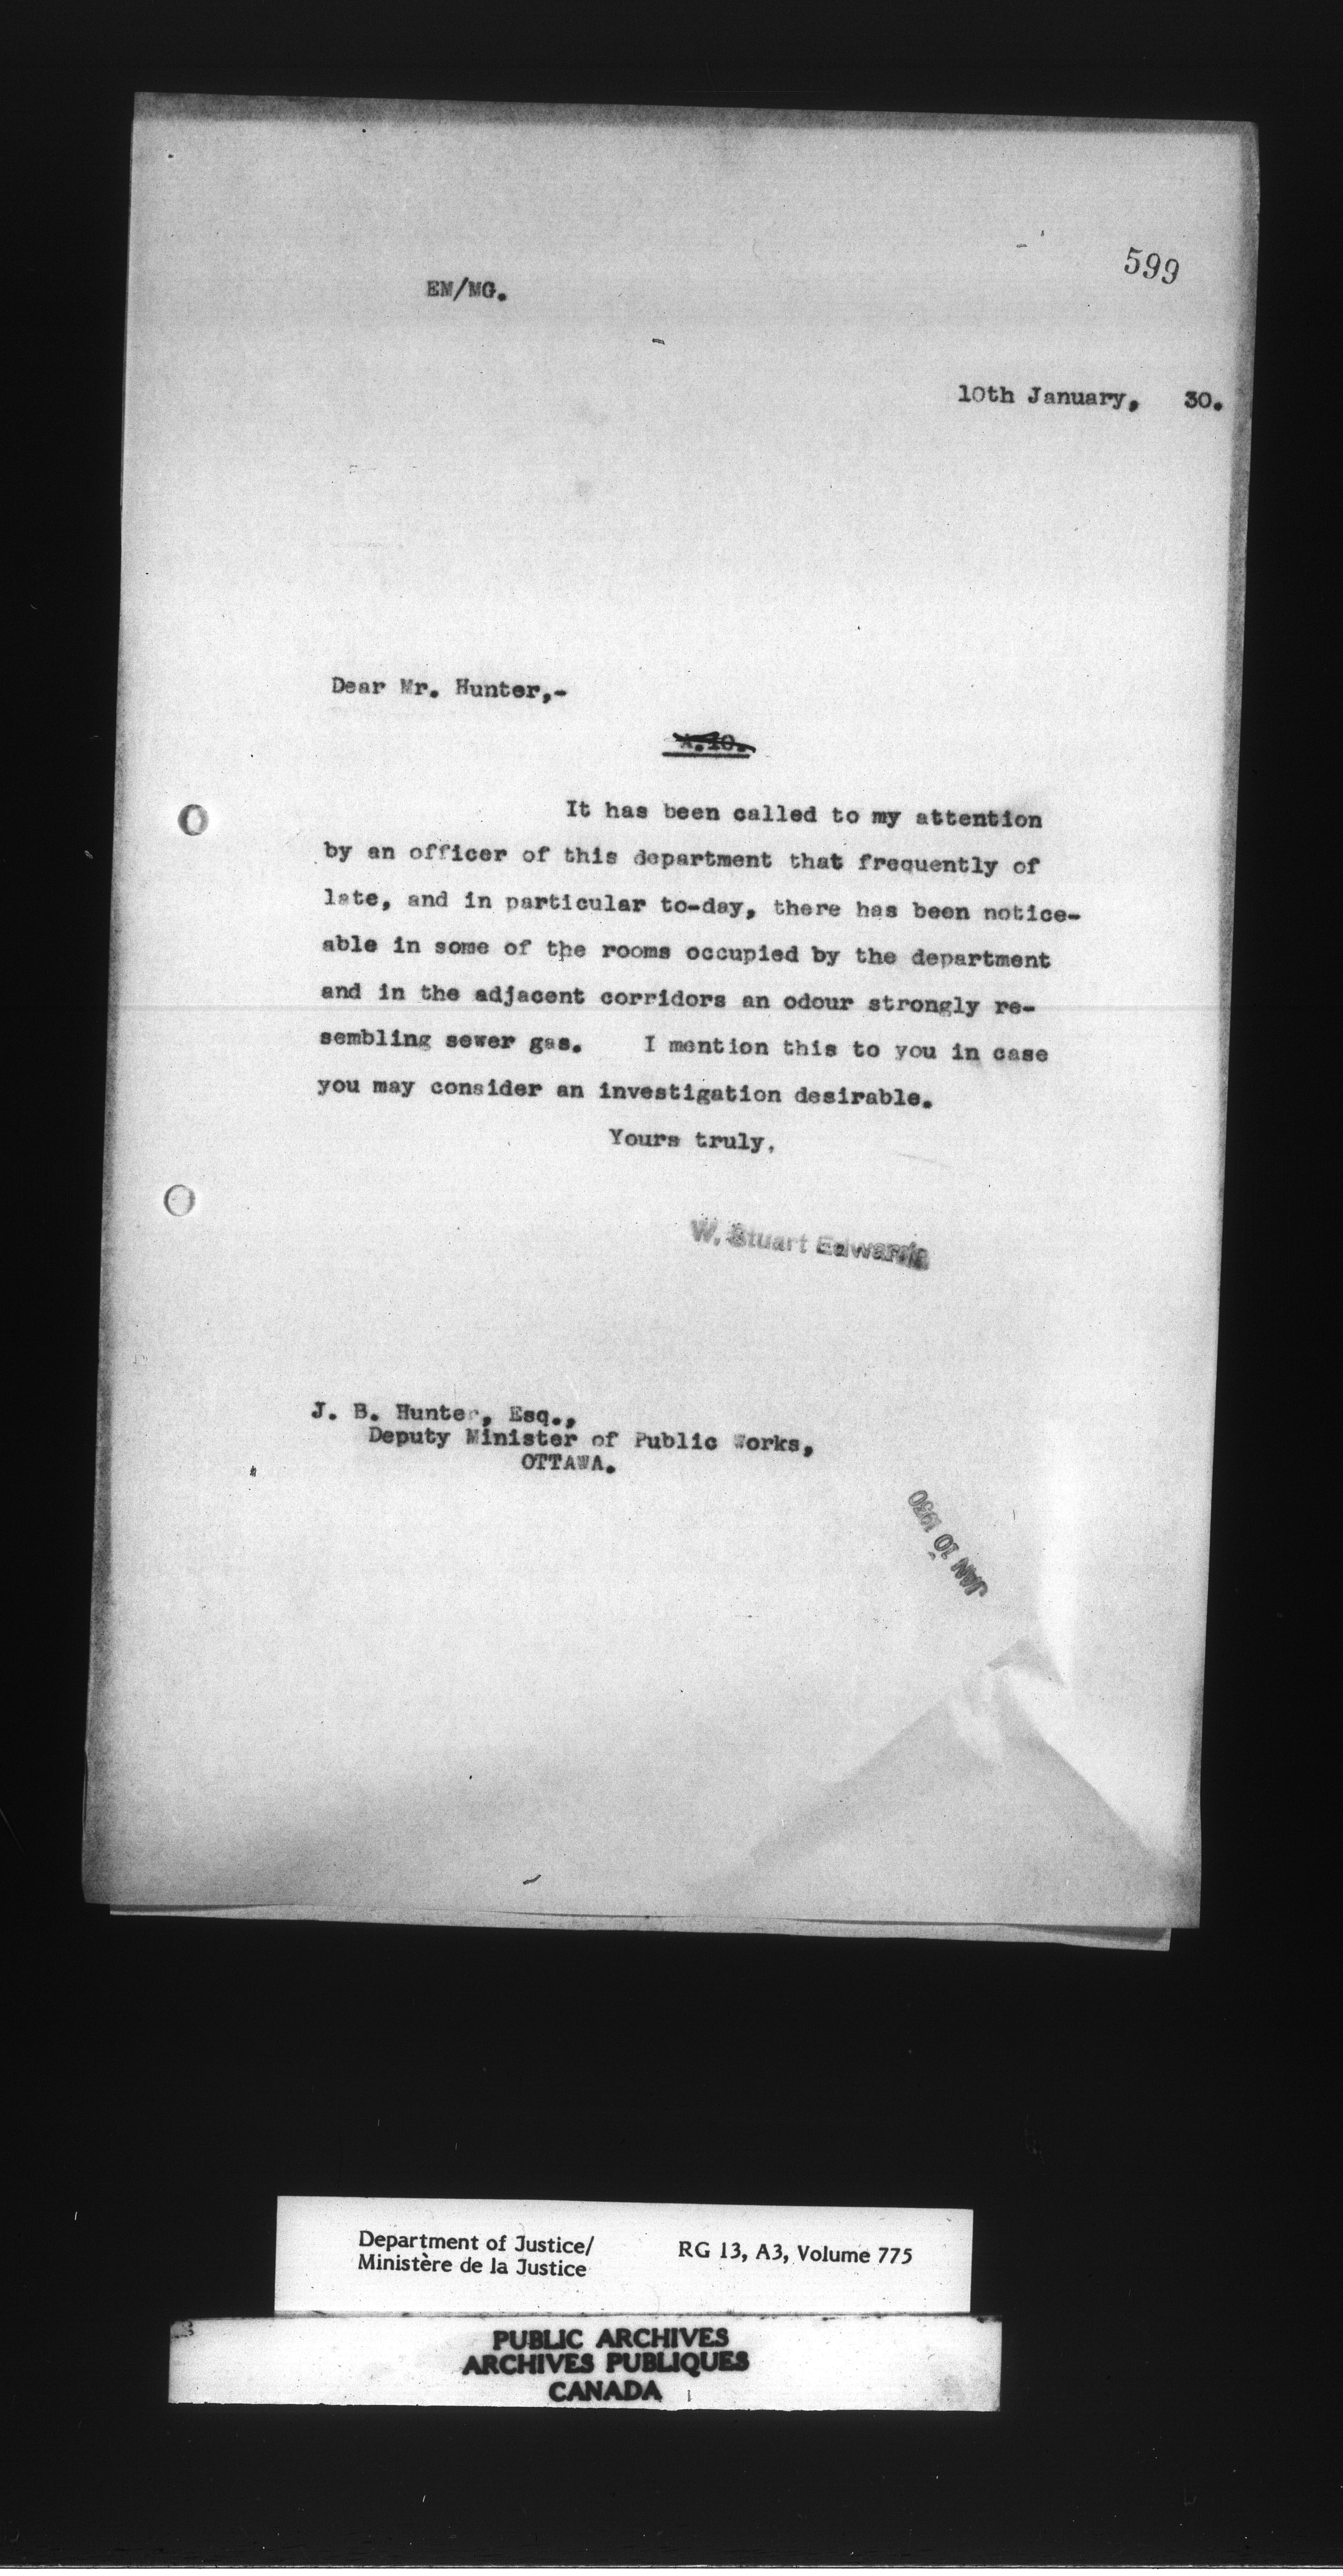 599
EM/MG.
10th January, 30.
Dear Mr. Hunter,-
A.10.
It has been called to my attention
by an officer of this department that frequently of
late, and in particular to-day, there has been notice-
able in some of the rooms occupied by the department
and in the adjacent corridors an odour strongly re-
sembling sewer gas. I mention this to you in case
you may consider an investigation desirable.
Yours truly,
W. Stuart Edwards
J. B. Hunter, Esq.,
Deputy Minister of Public Works,
OTTAWA.
JAN 10 1930
Department of Justice/
Ministère de la Justice
RG 13, A3, Volume 775
PUBLIC ARCHIVES
ARCHIVES PUBLIQUES
CANADA